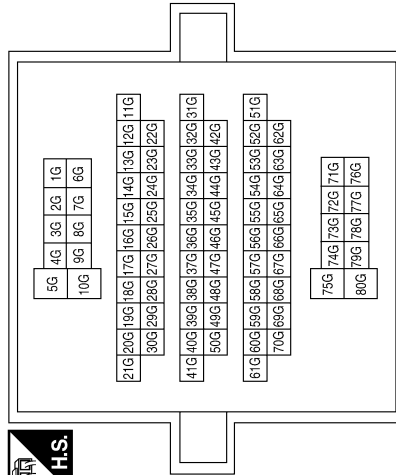 5G 4G 3G 2G 1G
10G 9G 8G 7G 6G
21G 20G 19G 18G 17G 16G 15G 14G 13G 12G 11G
30G 29G 28G 27G 26G 25G 24G 23G 22G
41G 40G 39G 38G 37G 36G 35G 34G 33G 32G 31G
50G 49G 48G 47G 46G 45G 44G 43G 42G
61G 60G 59G 58G 57G 56G 55G 54G 53G 52G 51G
70G 69G 68G 67G 66G 65G 64G 63G 62G
75G 74G 73G 72G 71G
80G 79G 78G 77G 76G
H.S.